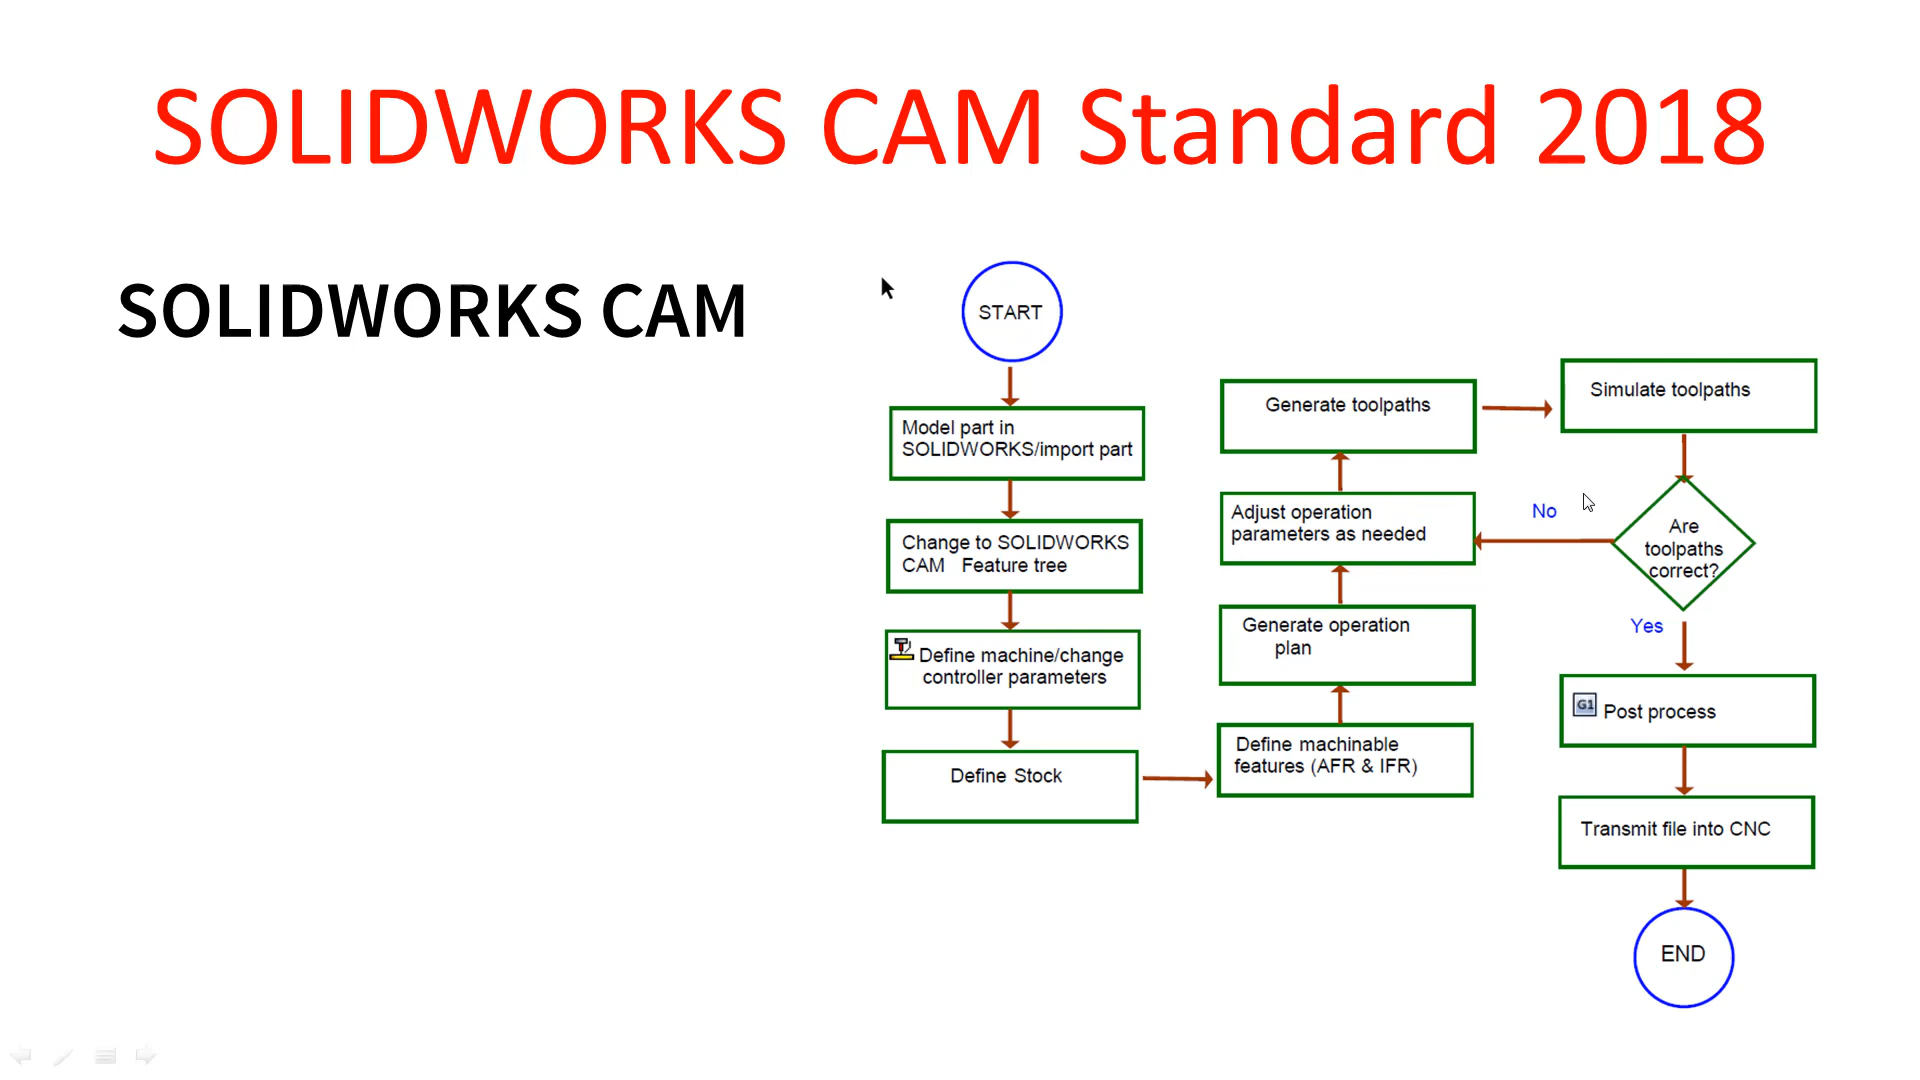 SOLIDWORKS CAM Standard 2018
SOLIDWORKS CAM
START
Model part in
SOLIDWORKS/import part
Change to SOLIDWORKS
CAM Feature tree
Define machine/change
controller parameters
Define Stock
Define machinable
features (AFR & IFR)
Generate operation
plan
Adjust operation
parameters as needed
Generate toolpaths
Simulate toolpaths
Are
toolpaths
correct?
No
Yes
G1 Post process
Transmit file into CNC
END